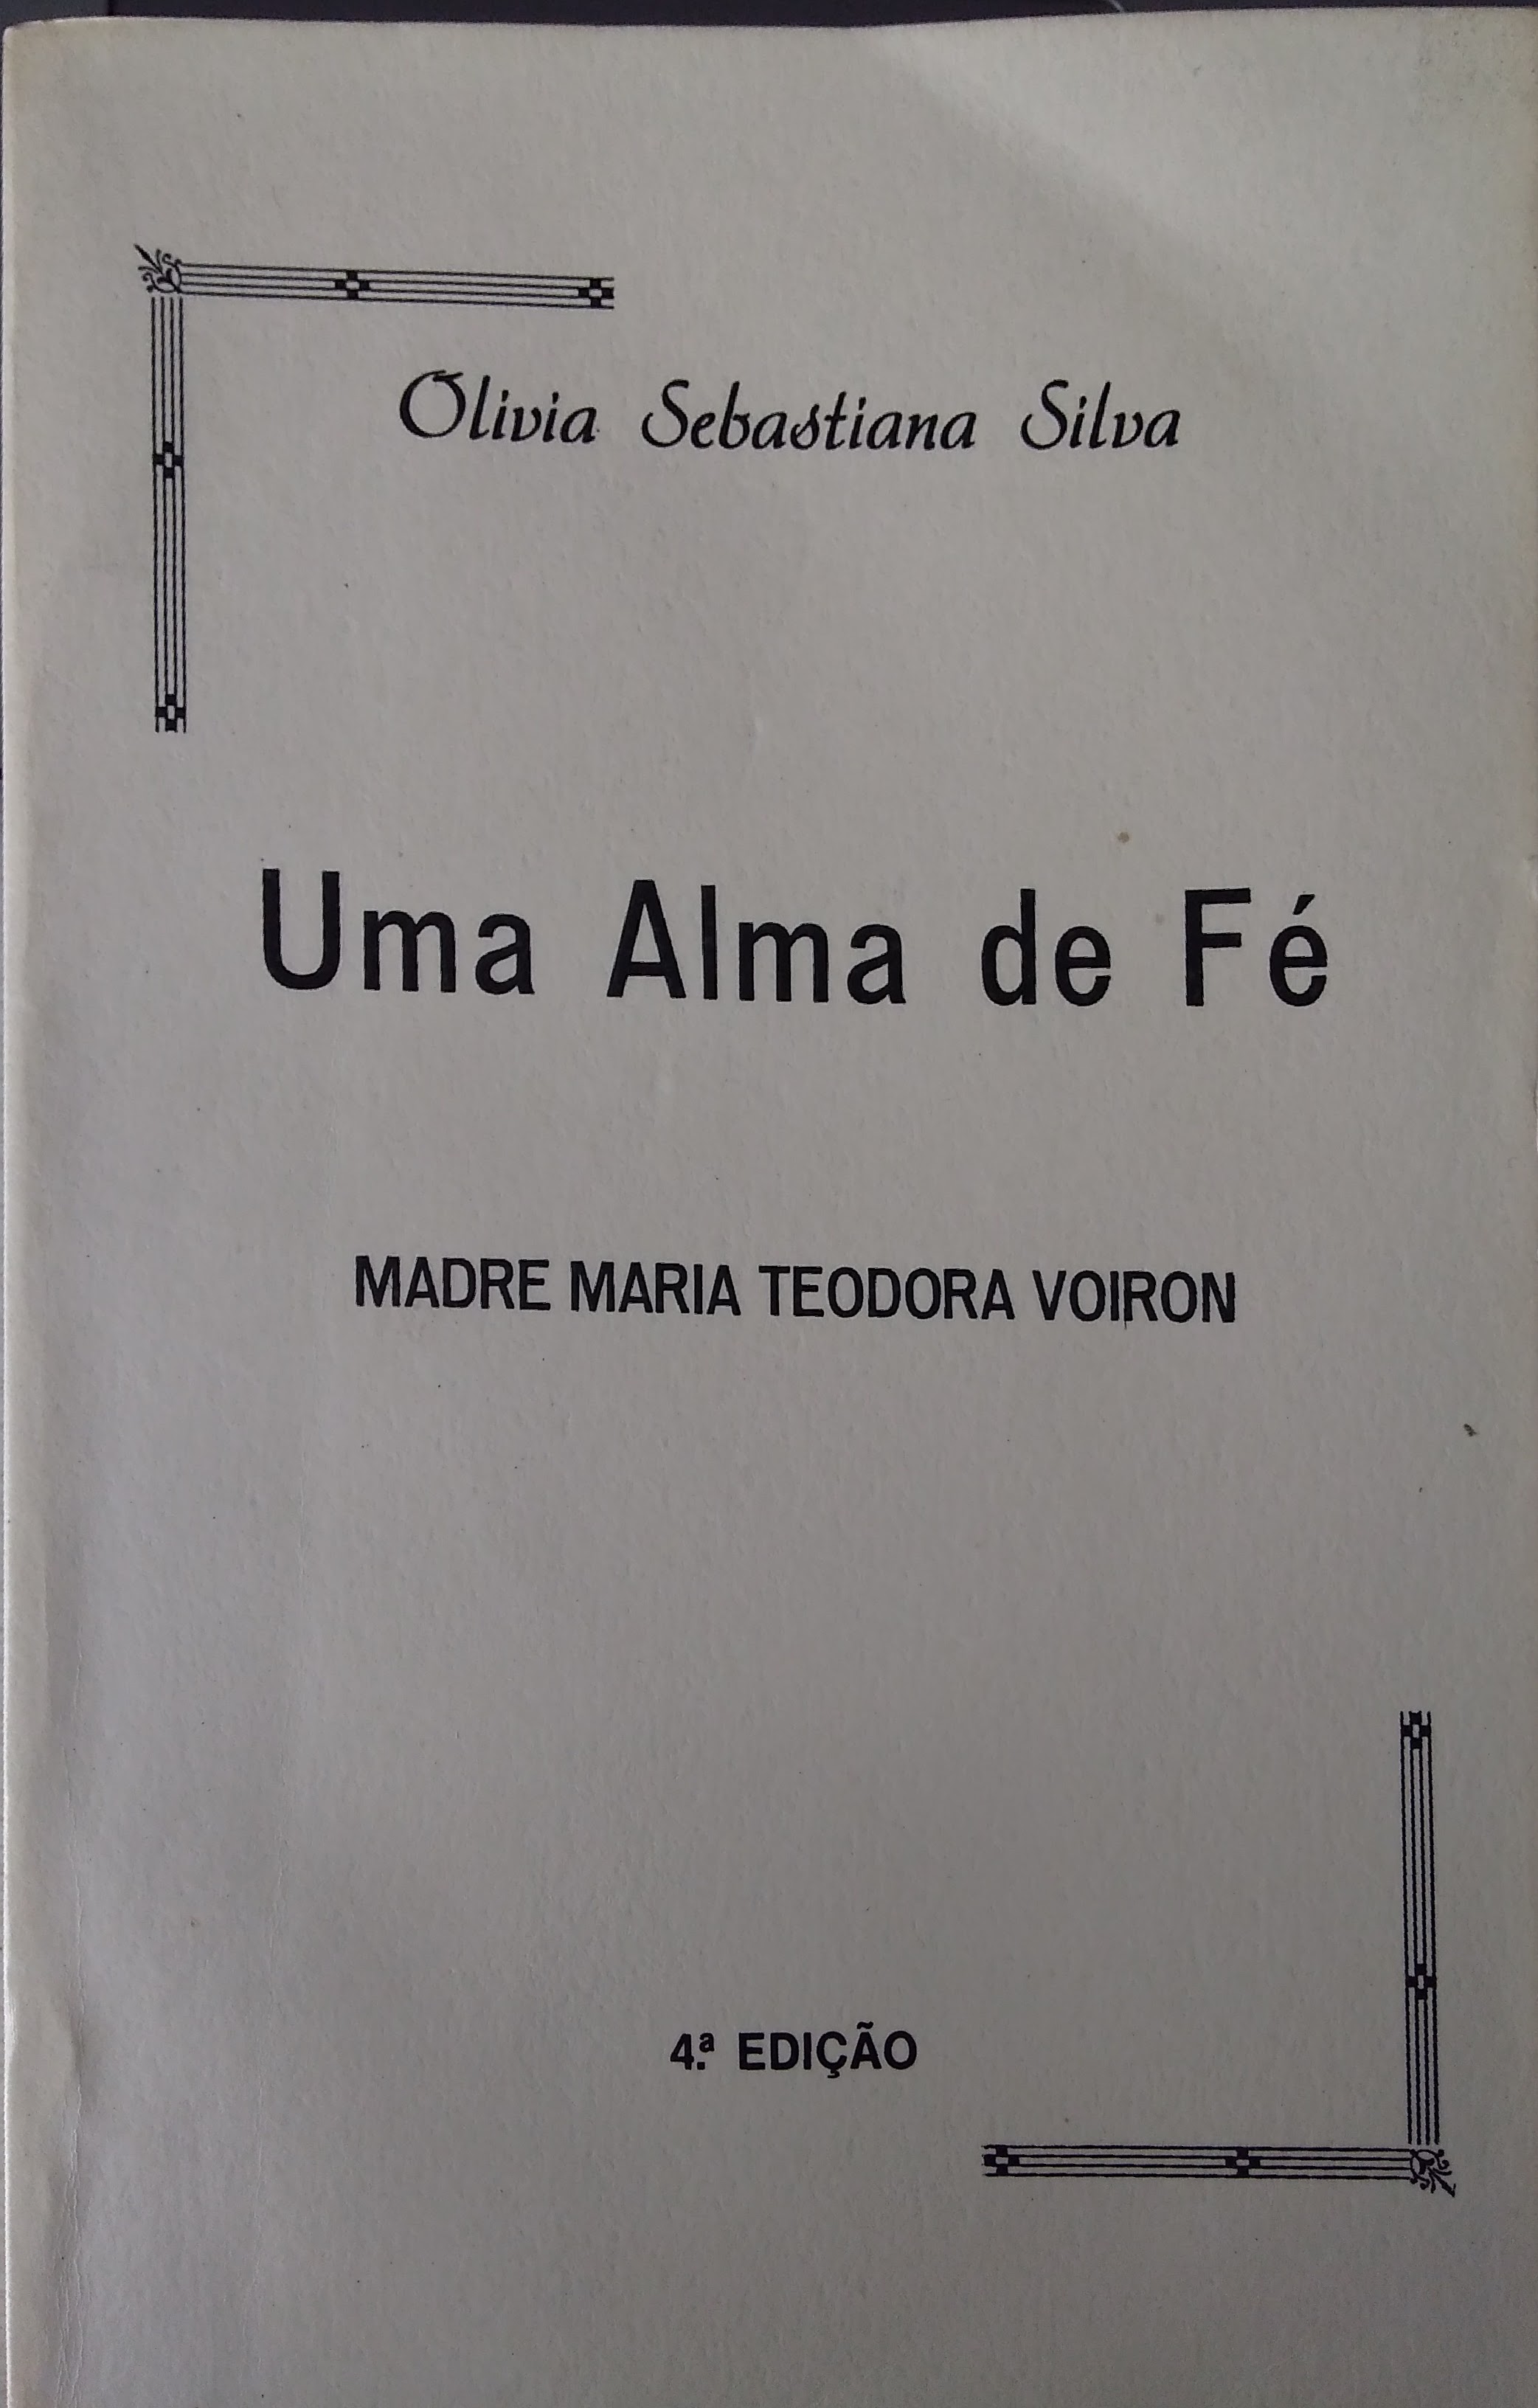 Olivia Sebastiana Silva
Uma Alma de Fé
MADRE MARIA TEODORA VOIRON
4.ª EDIÇÃO